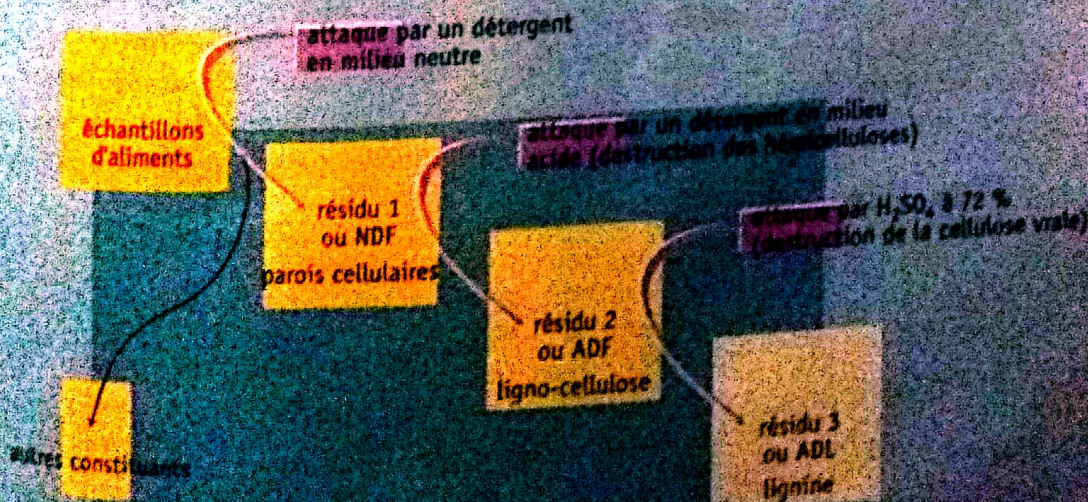 attaque par un détergent
en milieu neutre
échantillons
d'aliments
attaque par un détergent en milieu
acide (destruction des hémicelluloses)
résidu 1
ou NDF
parois cellulaires
attaque par H₂SO₄ à 72 %
(destruction de la cellulose vraie)
résidu 2
ou ADF
ligno-cellulose
résidu 3
ou ADL
lignine
autres constituants